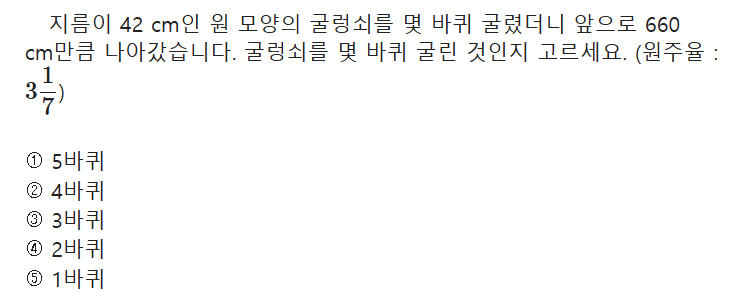 지름이 42 cm인 원 모양의 굴렁쇠를 몇 바퀴 굴렸더니 앞으로 660
cm만큼 나아갔습니다. 굴렁쇠를 몇 바퀴 굴린 것인지 고르세요. (원주율 :
3 1/7)
① 5바퀴
② 4바퀴
③ 3바퀴
④ 2바퀴
⑤ 1바퀴